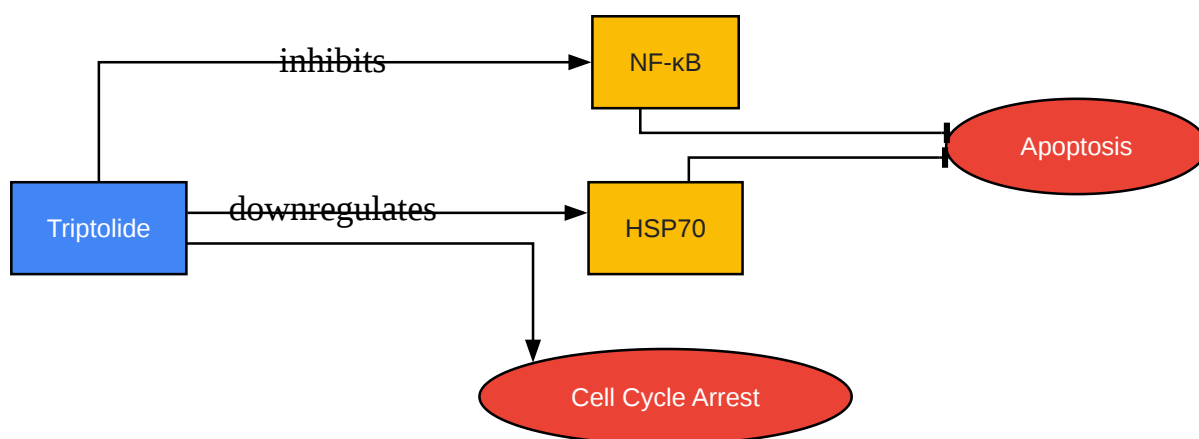 inhibits
NF-κB
Apoptosis
Triptolide
downregulates
HSP70
Cell Cycle Arrest